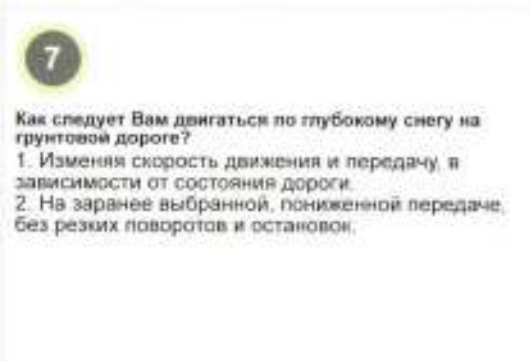 7
Как следует Вам двигаться по глубокому снегу на
грунтовой дороге?
1. Изменяя скорость движения и передачу, в
зависимости от состояния дороги.
2. На заранее выбранной, пониженной передаче,
без резких поворотов и остановок.